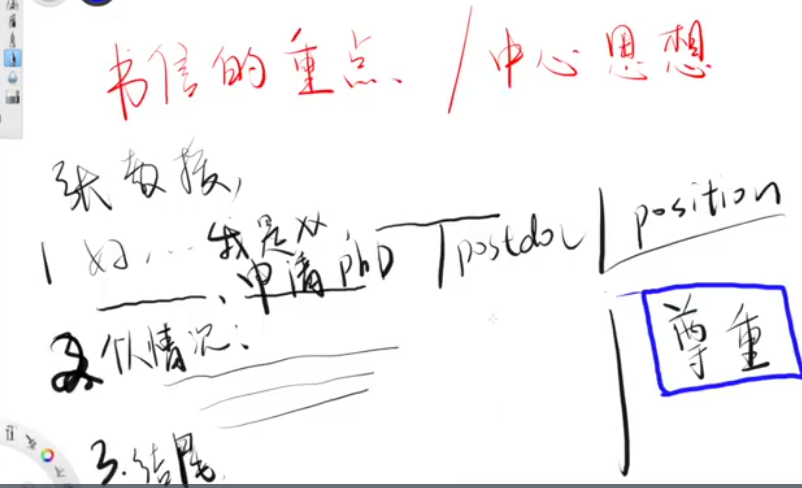 书信的重点 / 中心思想
张教授,
1 好, ... 我是XX,
申请 phD | postdoc | position
2. 个人情况:
尊重
3. 结尾